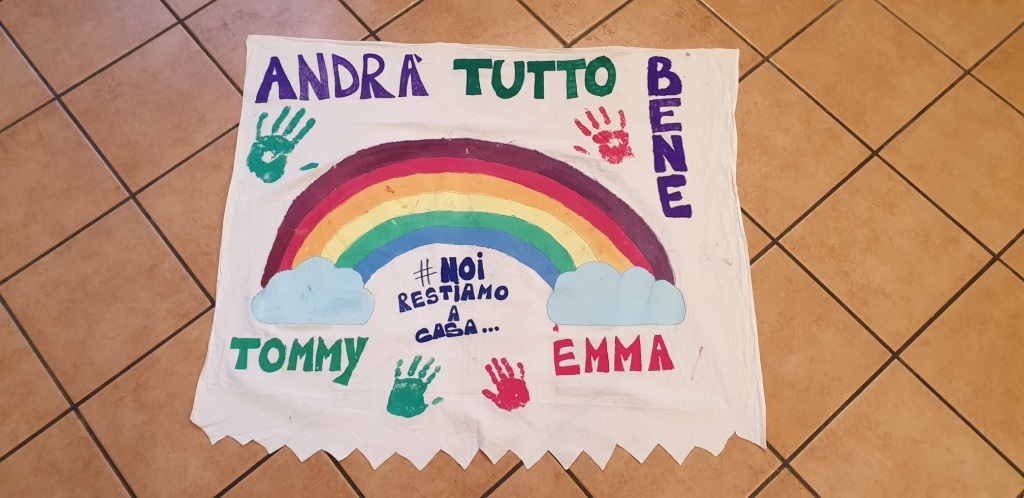 ANDRÀ TUTTO BENE
#NOi
RESTIAMO
A
CASA...
TOMMY
EMMA